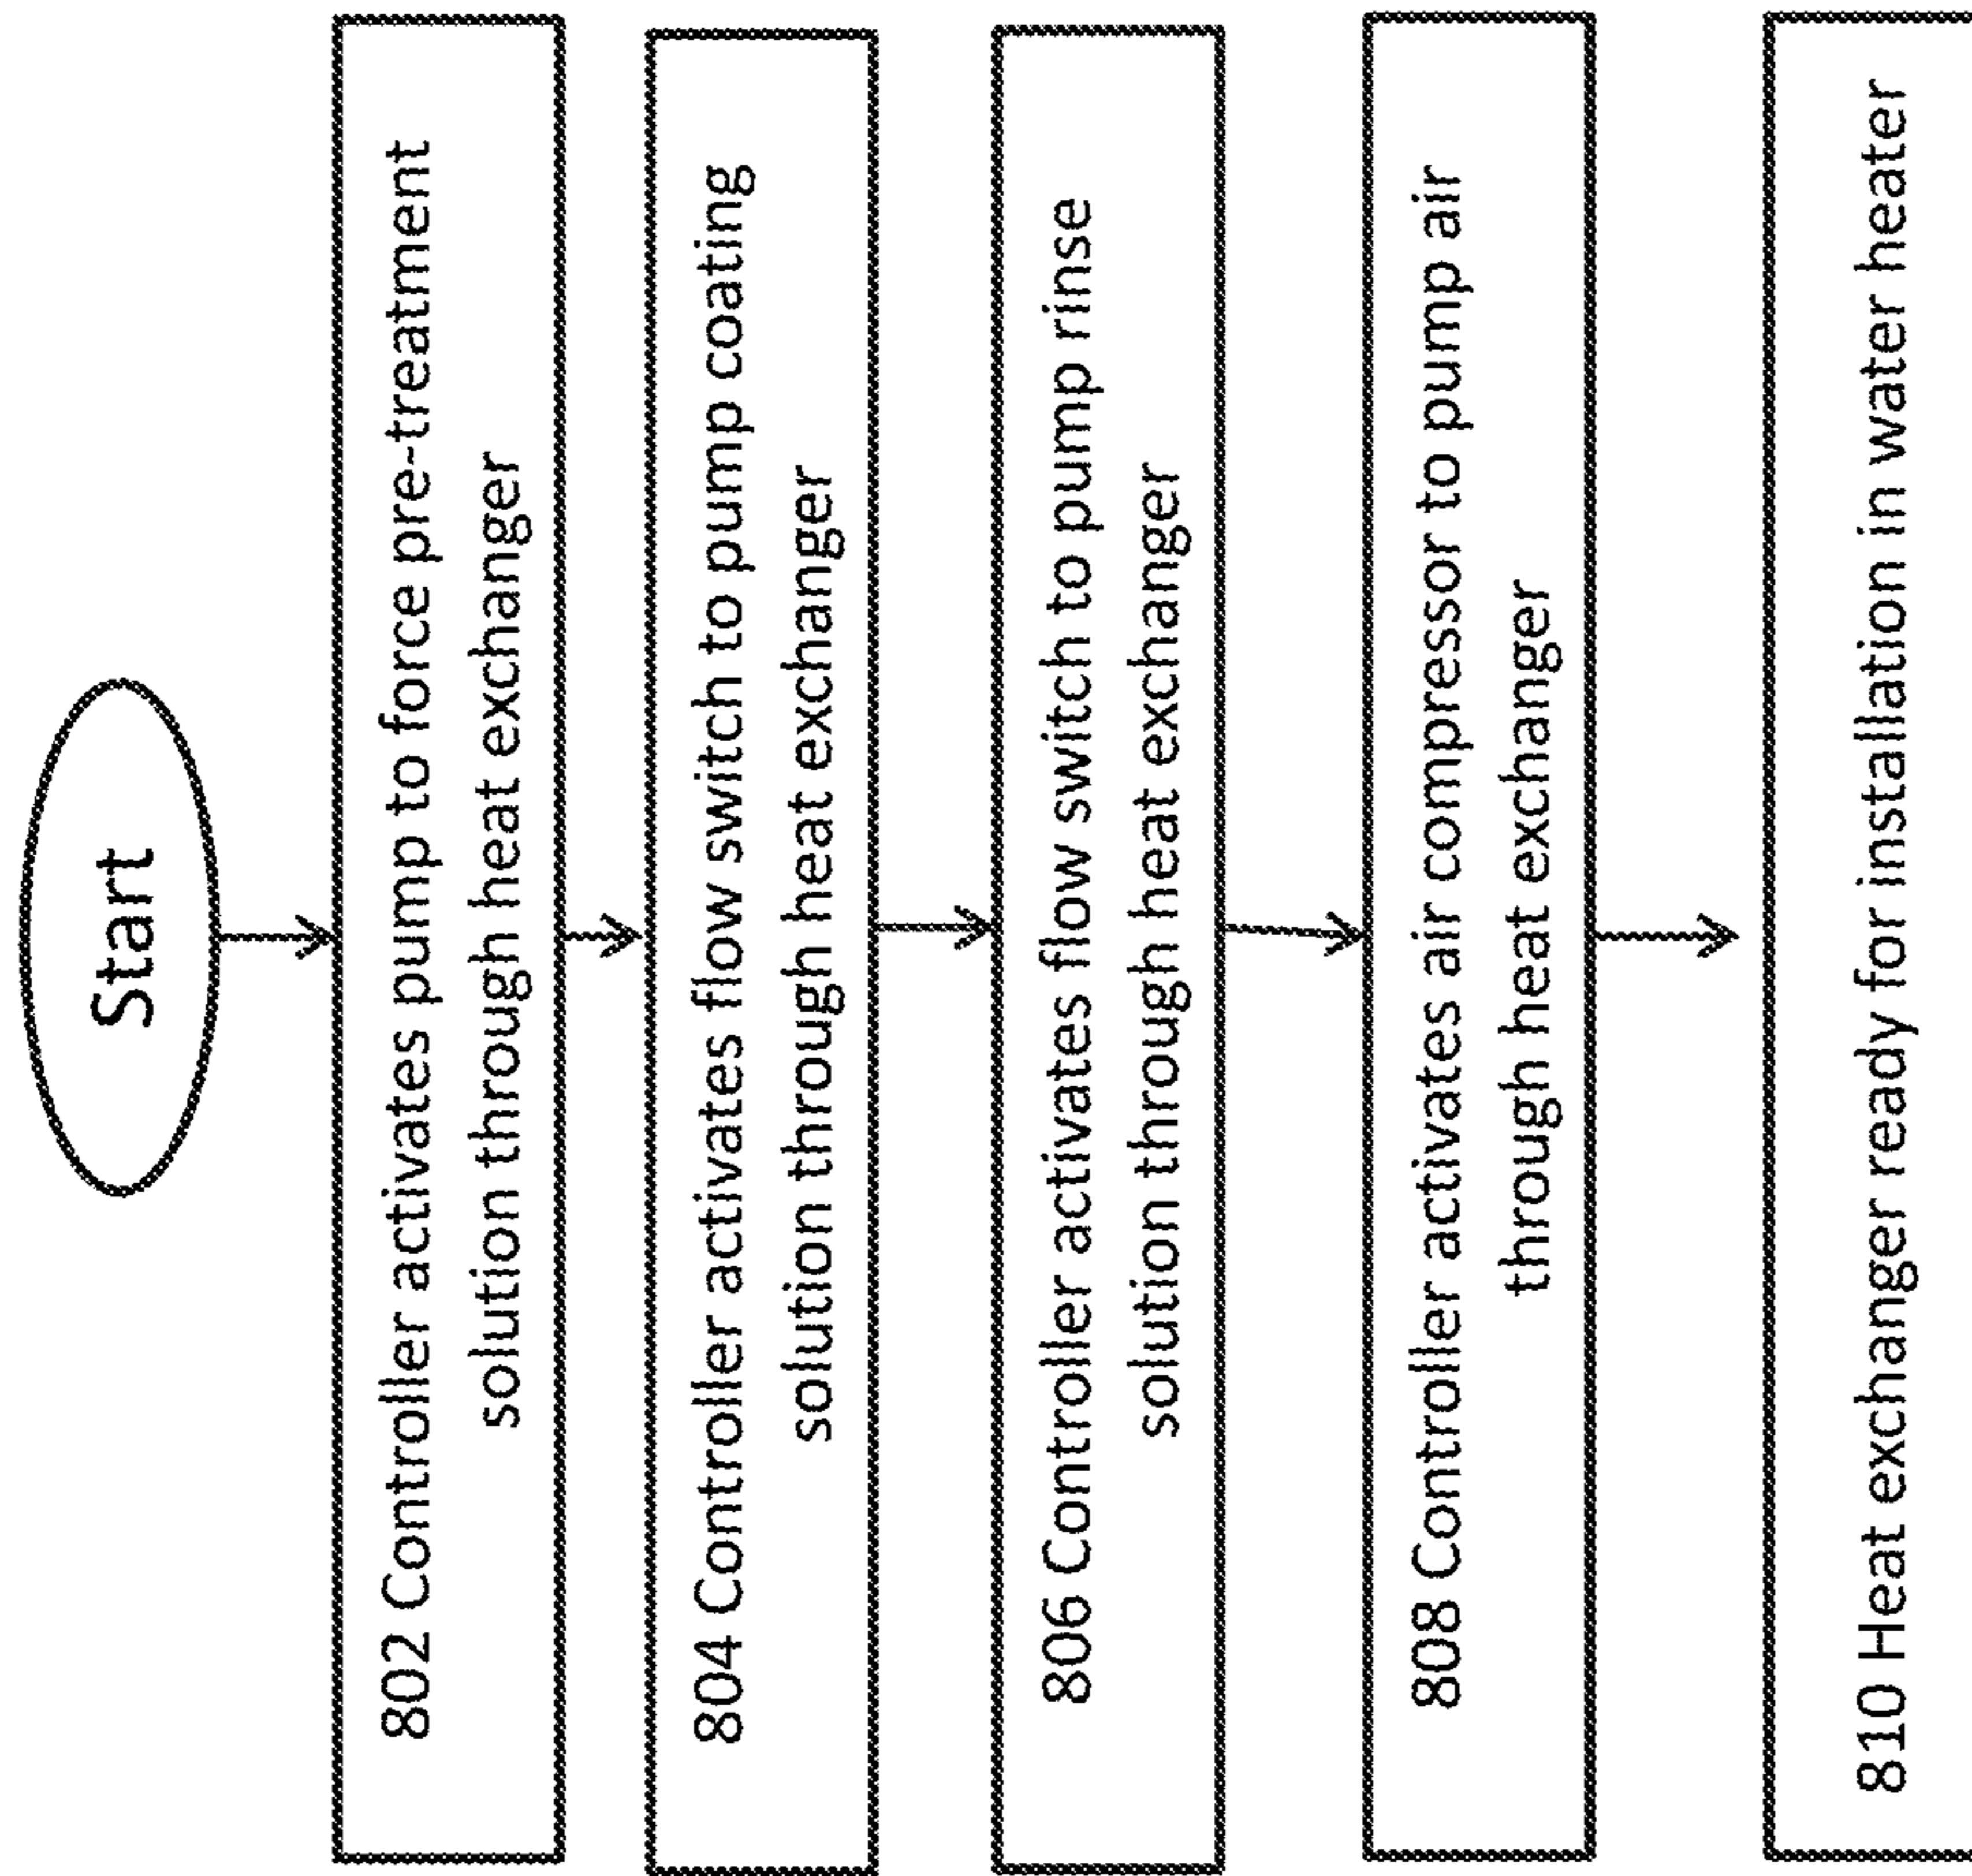 Start
802 Controller activates pump to force pre-treatment
solution through heat exchanger
804 Controller activates flow switch to pump coating
solution through heat exchanger
806 Controller activates flow switch to pump rinse
solution through heat exchanger
808 Controller activates air compressor to pump air
through heat exchanger
810 Heat exchanger ready for installation in water heater